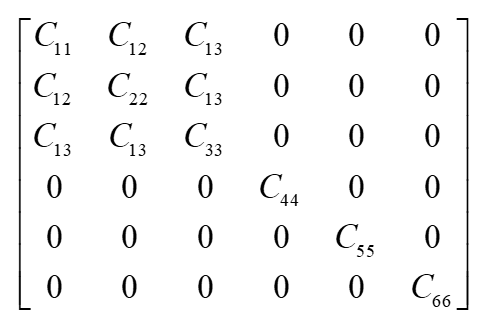 C₁₁ C₁₂ C₁₃ 0 0 0
C₁₂ C₂₂ C₁₃ 0 0 0
C₁₃ C₁₃ C₃₃ 0 0 0
0 0 0 C₄₄ 0 0
0 0 0 0 C₅₅ 0
0 0 0 0 0 C₆₆